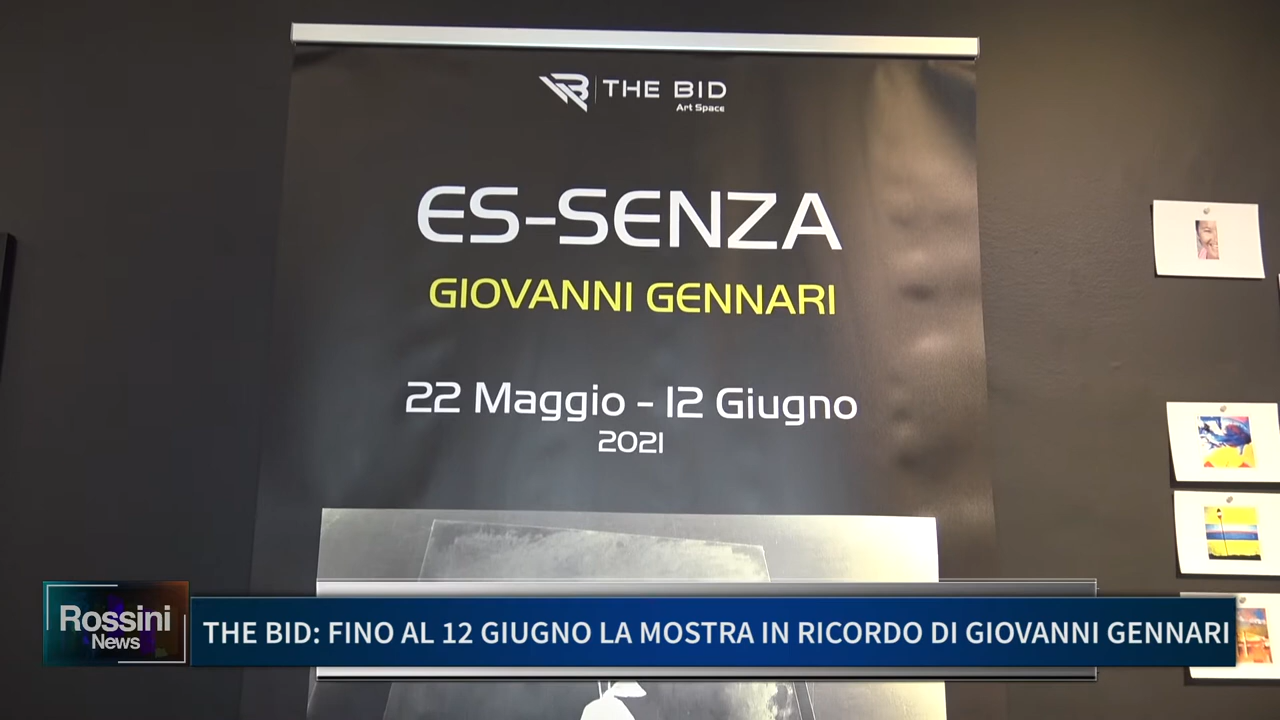 THE BID
Art Space
ES-SENZA
GIOVANNI GENNARI
22 Maggio - 12 Giugno
2021
Rossini
News
THE BID: FINO AL 12 GIUGNO LA MOSTRA IN RICORDO DI GIOVANNI GENNARI